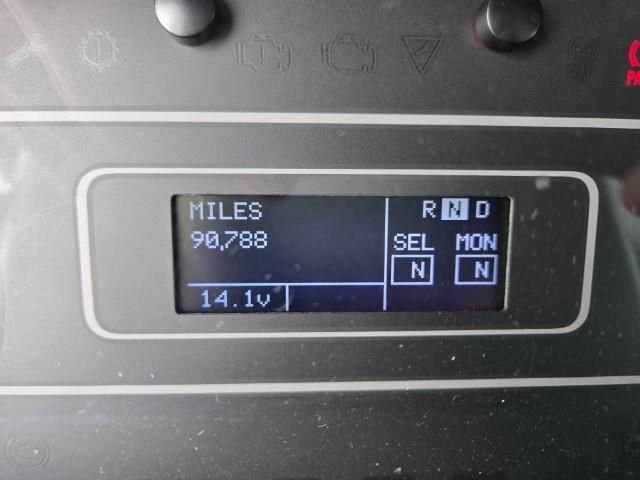 MILES
90,788
14.1v
R N D
SEL MON
N N